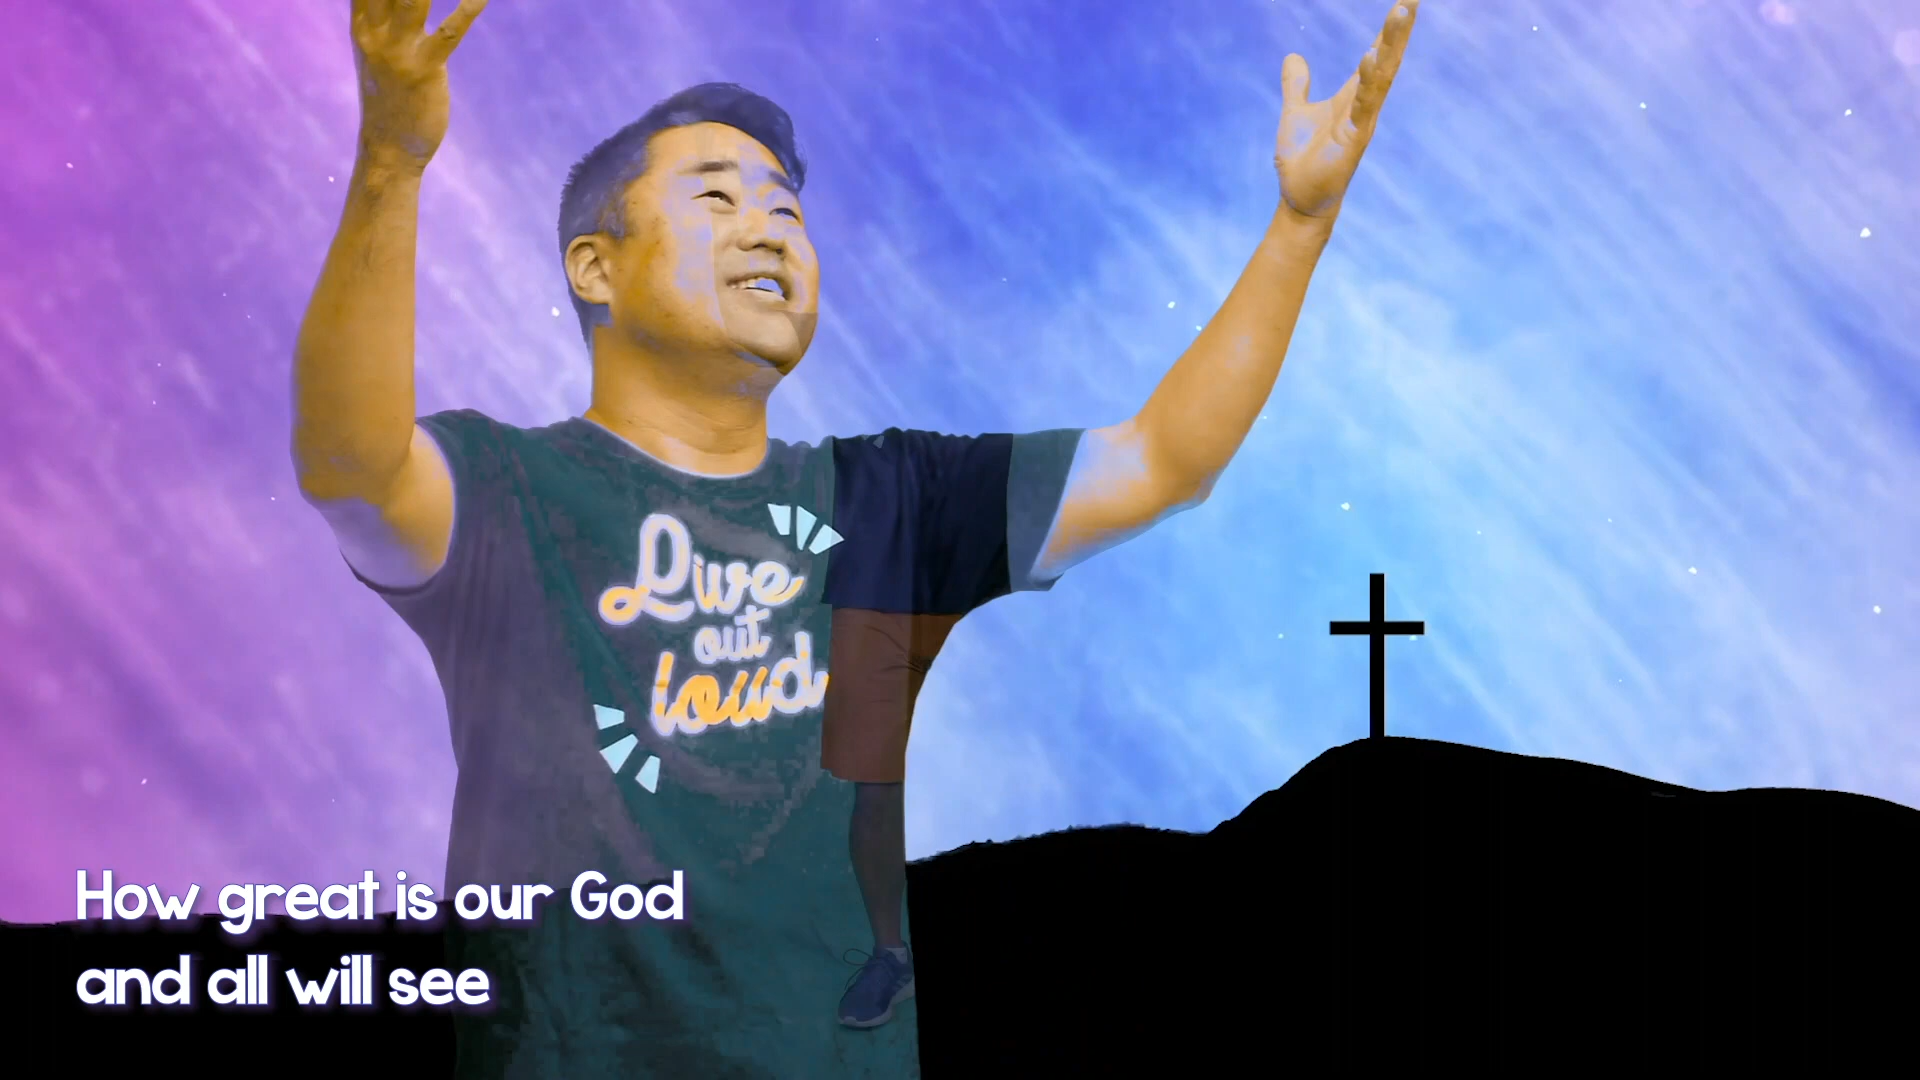 Live
out
loud
How great is our God
and all will see